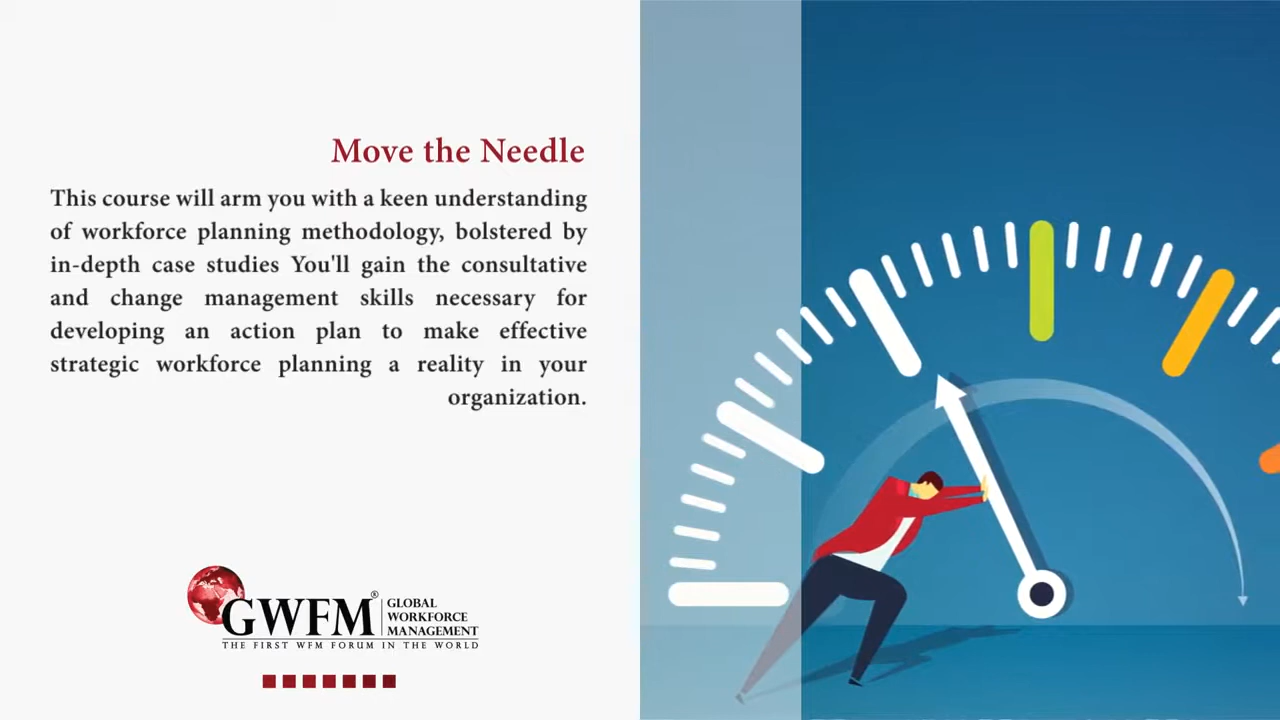 Move the Needle
This course will arm you with a keen understanding
of workforce planning methodology, bolstered by
in-depth case studies You'll gain the consultative
and change management skills necessary for
developing an action plan to make effective
strategic workforce planning a reality in your
organization.
GWFM®
GLOBAL
WORKFORCE
MANAGEMENT
THE FIRST WFM FORUM IN THE WORLD